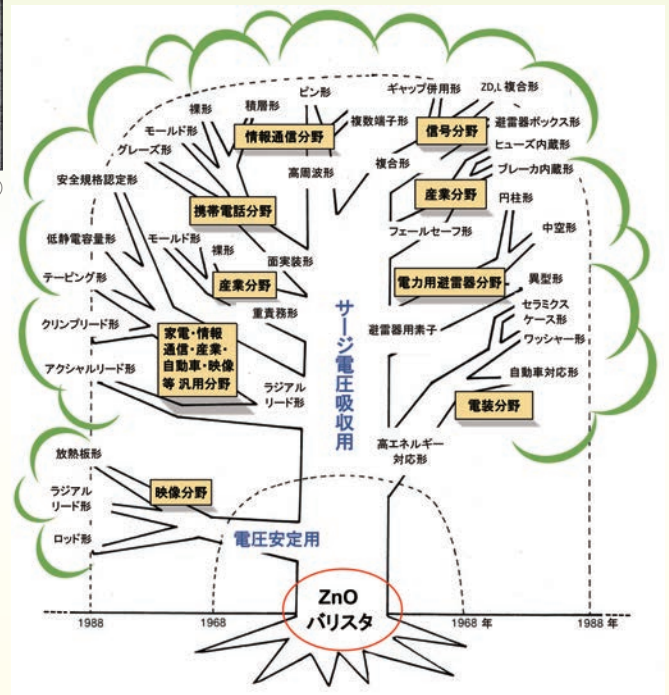 ピン形
ギャップ併用形
ZD,L 複合形
裸形
積層形
情報通信分野
複数端子形
信号分野
避雷器ボックス形
モールド形
ヒューズ内蔵形
グレーズ形
高周波形
複合形
ブレーカ内蔵形
安全規格認定形
産業分野
円柱形
携帯電話分野
低静電容量形
モールド形
裸形
フェールセーフ形
中空形
面実装形
テーピング形
産業分野
電力用避雷器分野
異型形
重責務形
セラミクス
ケース形
クリンプリード形
家電・情報
通信・産業・
自動車・映像
等 汎用分野
サージ電圧吸収用
避雷器用素子
ワッシャー形
アクシャルリード形
ラジアル
リード形
自動車対応形
電装分野
高エネルギー
対応形
放熱板形
映像分野
ラジアル
リード形
ロッド形
電圧安定用
ZnO
バリスタ
1988
1968
1968 年
1988 年